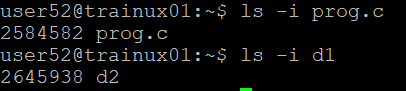 user52@trainux01:~$ ls -i prog.c
2584582 prog.c
user52@trainux01:~$ ls -i d1
2645938 d2